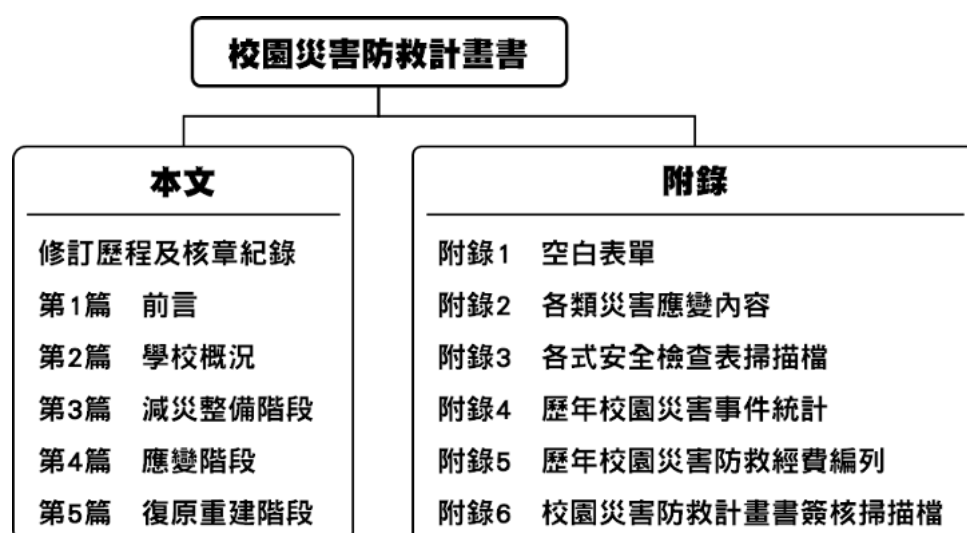 校園災害防救計畫書
本文
修訂歷程及核章紀錄
第1篇 前言
第2篇 學校概況
第3篇 減災整備階段
第4篇 應變階段
第5篇 復原重建階段
附錄
附錄1 空白表單
附錄2 各類災害應變內容
附錄3 各式安全檢查表掃描檔
附錄4 歷年校園災害事件統計
附錄5 歷年校園災害防救經費編列
附錄6 校園災害防救計畫書簽核掃描檔